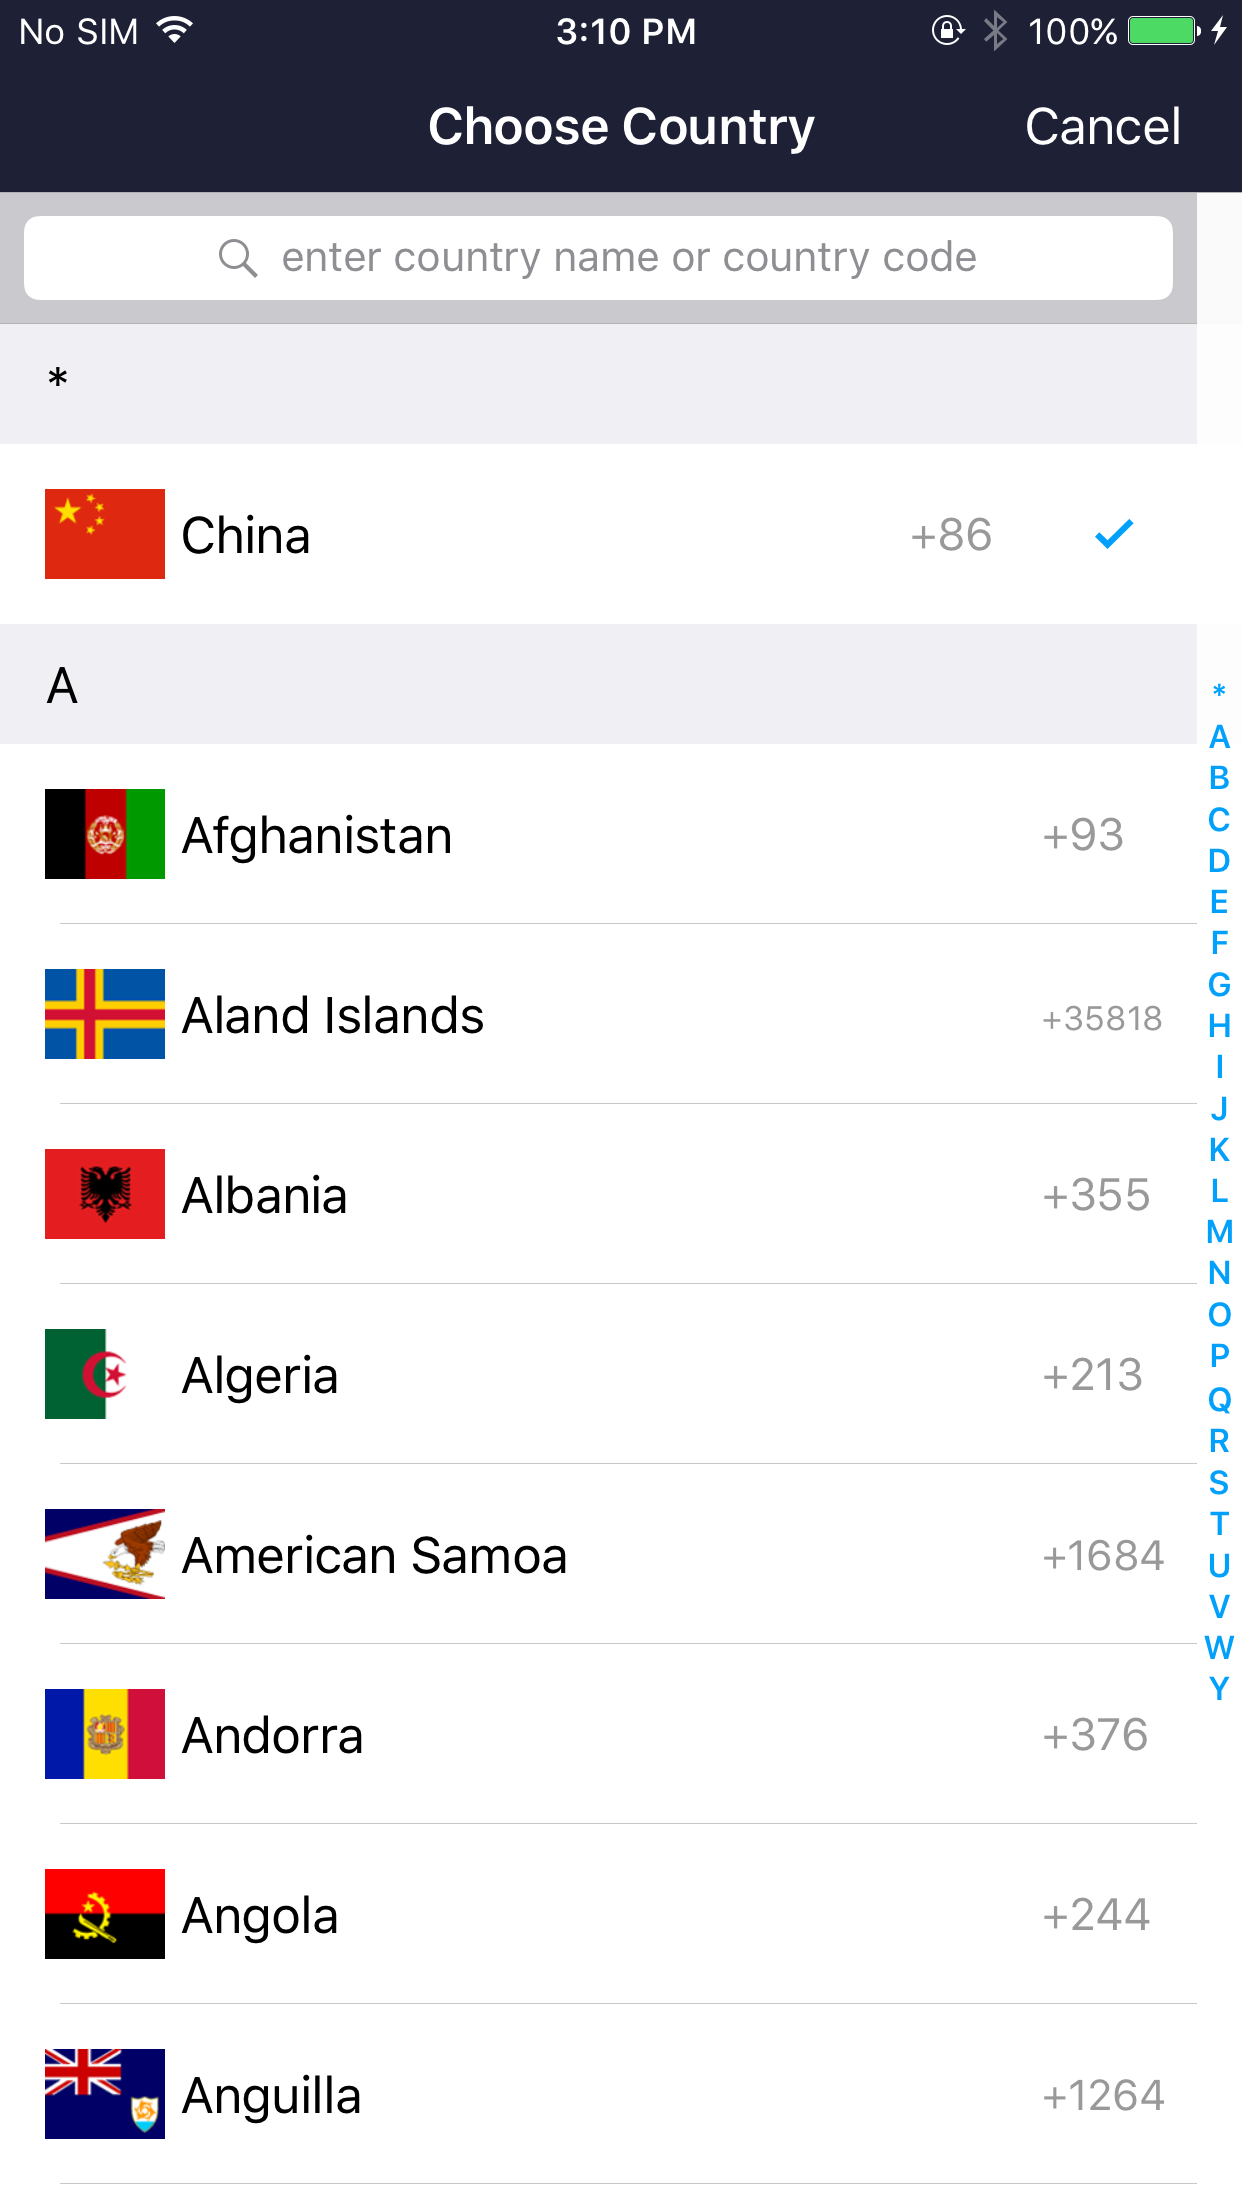 No SIM 3:10 PM 100%
Choose Country Cancel
enter country name or country code
*
China +86
A
Afghanistan +93
Aland Islands +35818
Albania +355
Algeria +213
American Samoa +1684
Andorra +376
Angola +244
Anguilla +1264
*
A
B
C
D
E
F
G
H
I
J
K
L
M
N
O
P
Q
R
S
T
U
V
W
Y